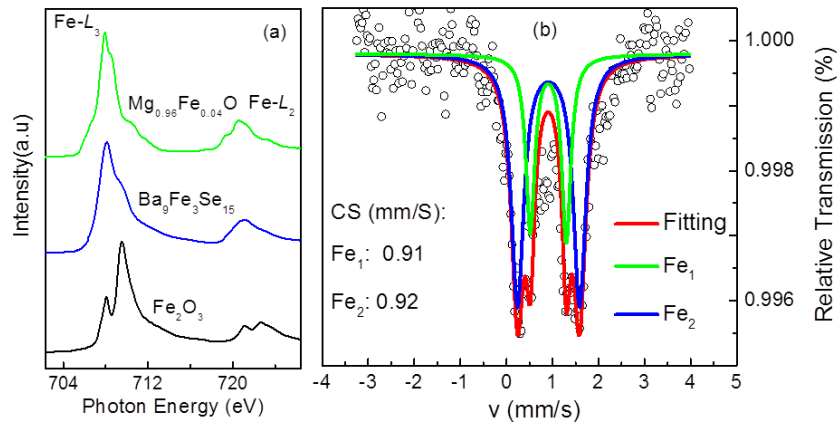 (a)
Fe-L₃
Mg₀.₉₆Fe₀.₀₄O Fe-L₂
Ba₉Fe₃Se₁₅
Fe₂O₃
Intensity(a.u)
704 712 720
Photon Energy (eV)
(b)
CS (mm/S):
Fe₁: 0.91
Fe₂: 0.92
Fitting
Fe₁
Fe₂
1.000
0.998
0.996
Relative Transmission (%)
-4 -3 -2 -1 0 1 2 3 4 5
v (mm/s)